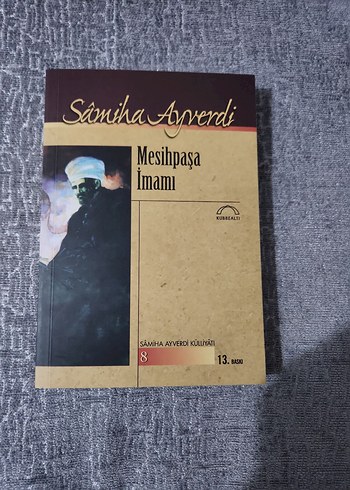 Sâmiha Ayverdi
Mesihpaşa
İmamı
KUBBEALTI
SÂMİHA AYVERDİ KÜLLİYÂTI
8
13. BASKI